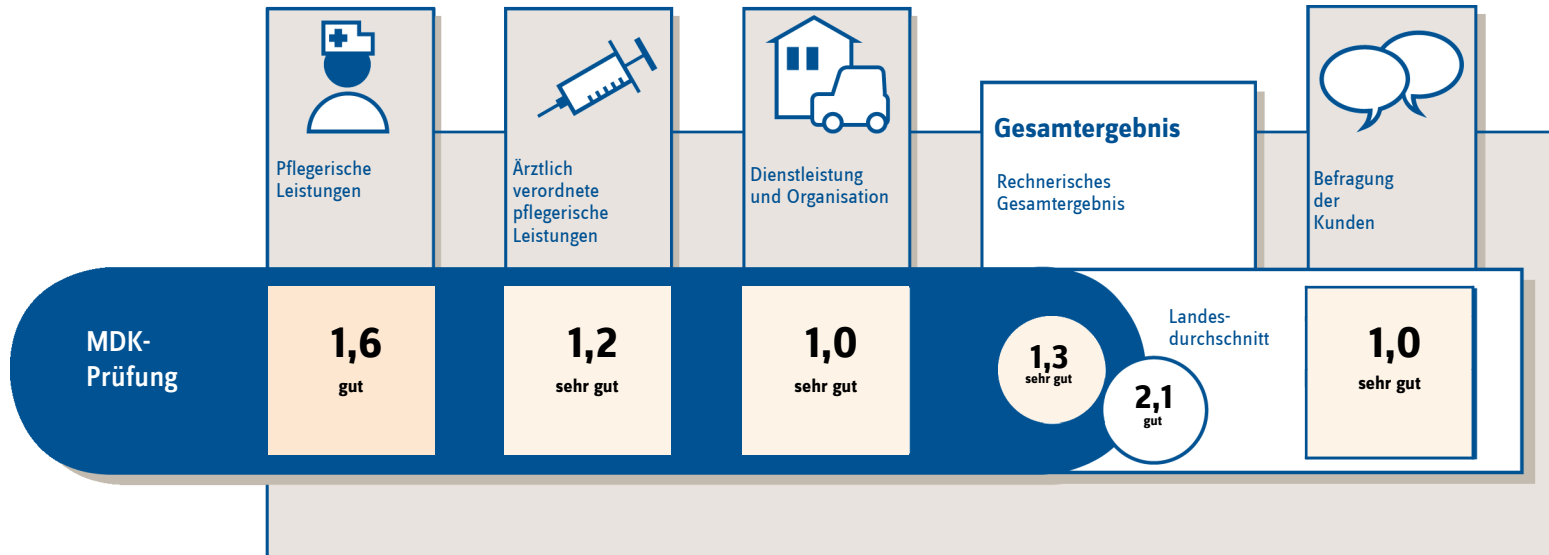 Pflegerische
Leistungen
Ärztlich
verordnete
pflegerische
Leistungen
Dienstleistung
und Organisation
Gesamtergebnis
Rechnerisches
Gesamtergebnis
Befragung
der
Kunden
MDK-
Prüfung
1,6
gut
1,2
sehr gut
1,0
sehr gut
1,3
sehr gut
Landes-
durchschnitt
2,1
gut
1,0
sehr gut